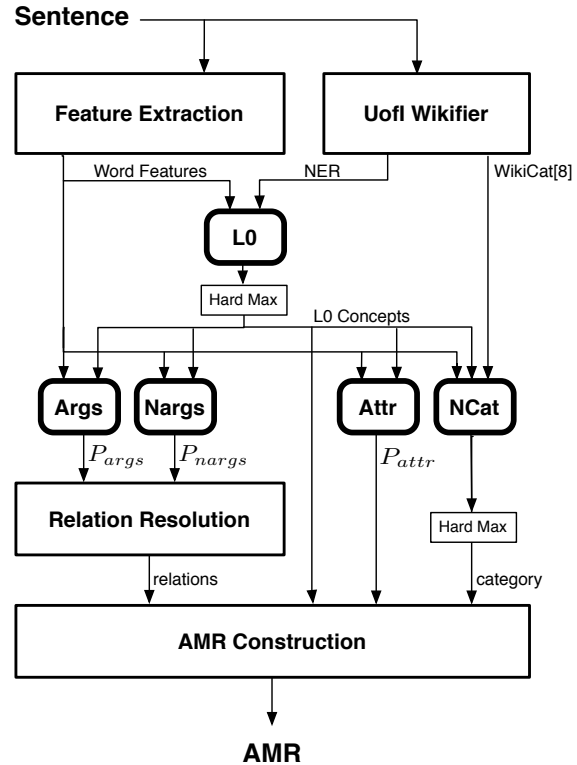 Sentence
Feature Extraction
UofI Wikifier
Word Features
NER
WikiCat[8]
L0
Hard Max
L0 Concepts
Args
Nargs
Attr
NCat
P_args
P_nargs
P_attr
Relation Resolution
Hard Max
relations
category
AMR Construction
AMR